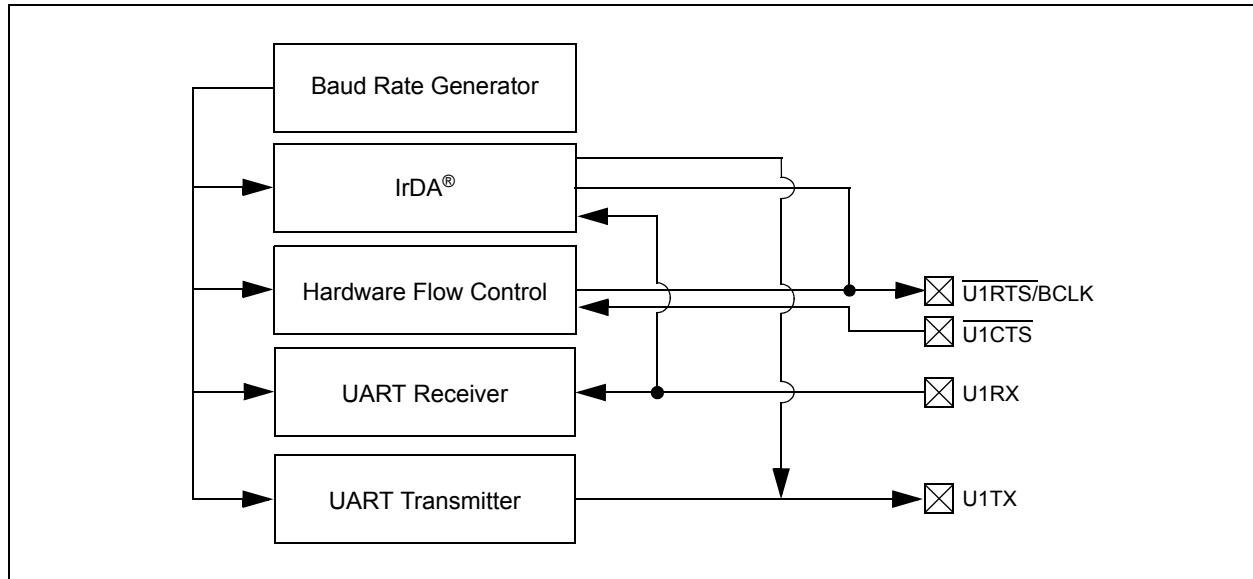 Baud Rate Generator
IrDA®
Hardware Flow Control
U1RTS/BCLK
U1CTS
UART Receiver
U1RX
UART Transmitter
U1TX